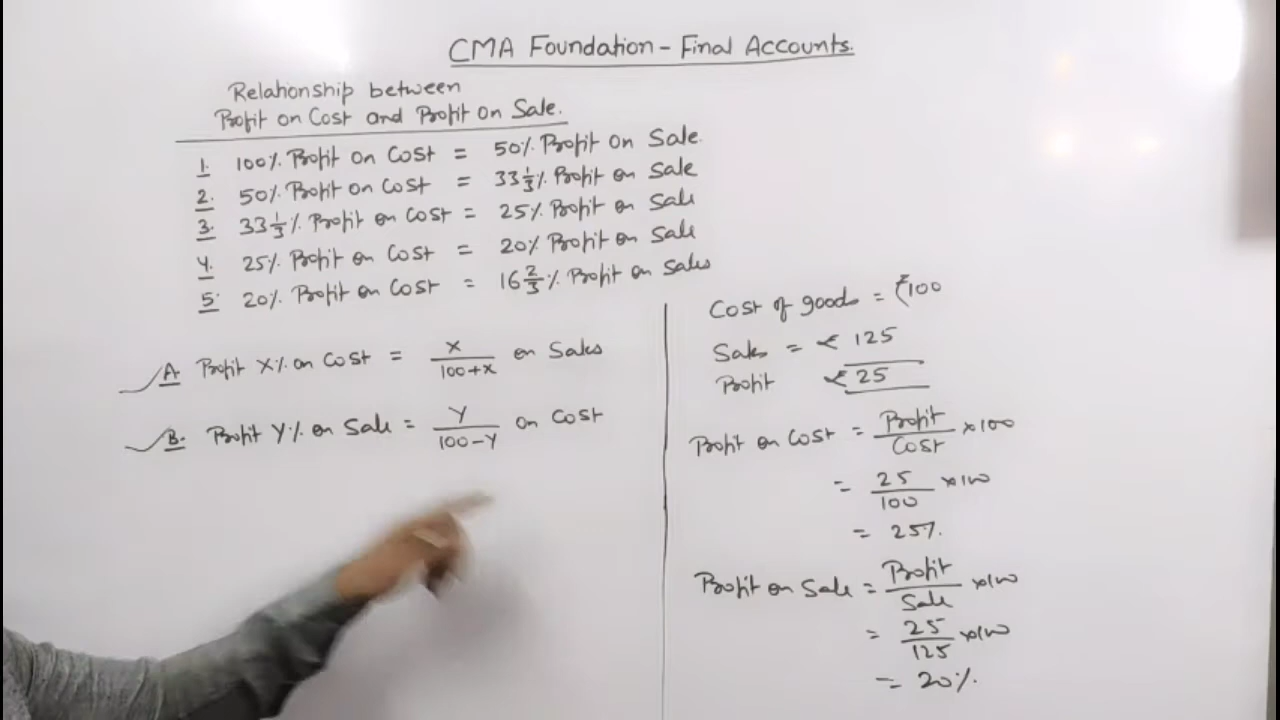 CMA Foundation - Final Accounts.
Relationship between
Profit on Cost and Profit on Sale.
1. 100% Profit on Cost = 50% Profit on Sale.
2. 50% Profit on Cost = 33 1/3% Profit on Sale
3. 33 1/3% Profit on Cost = 25% Profit on Sale
4. 25% Profit on Cost = 20% Profit on Sale
5. 20% Profit on Cost = 16 2/3% Profit on Sales
A. Profit X% on Cost = X/100+X on Sales
B. Profit Y% on Sale = Y/100-Y on Cost
Cost of goods = ₹100
Sales = ₹ 125
Profit ₹ 25
Profit on Cost = Profit/Cost ×100
= 25/100 ×100
= 25%
Profit on Sale = Profit/Sale ×100
= 25/125 ×100
= 20%